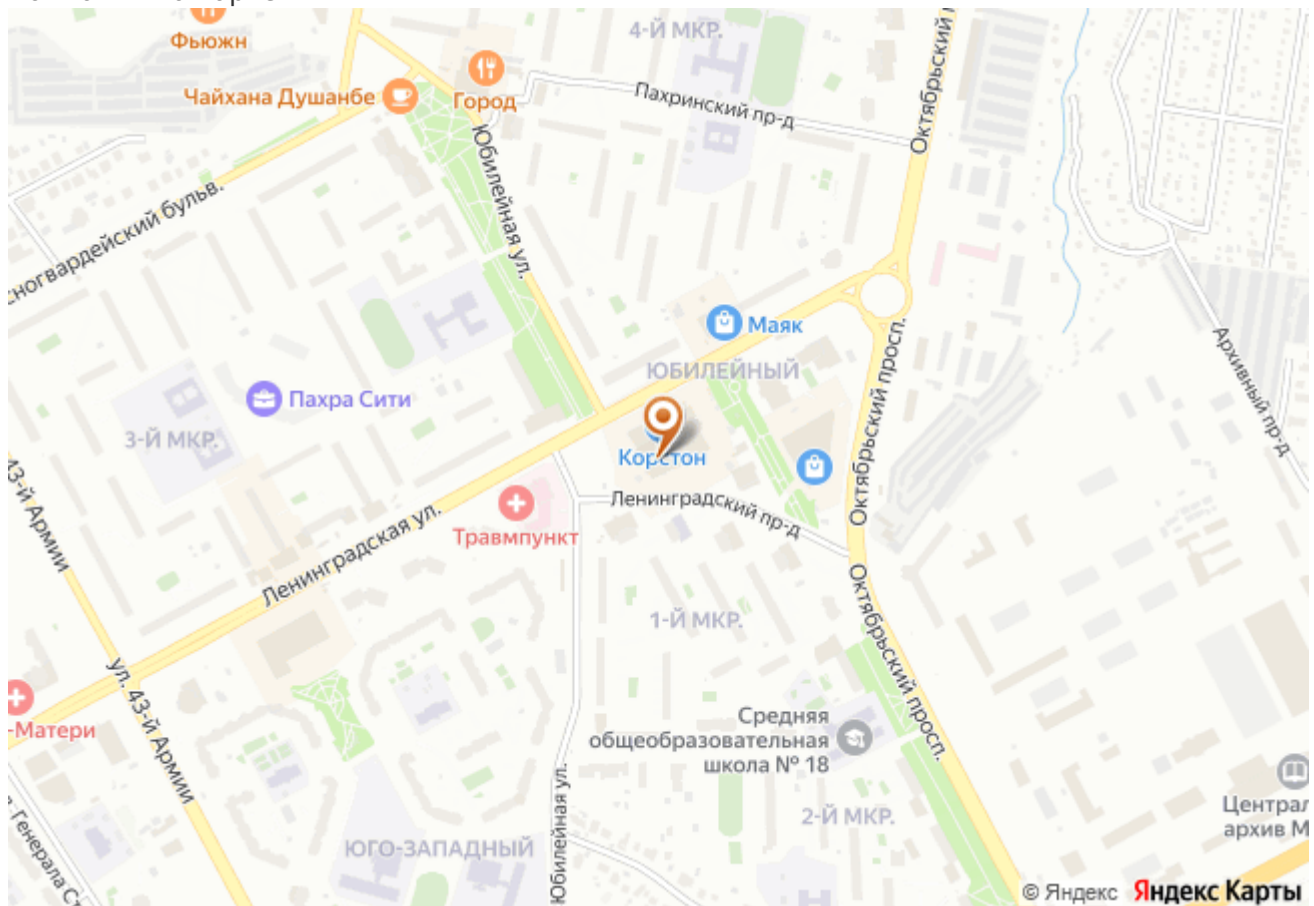 Фьюжн
4-Й МКР.
Чайхана Душанбе
Город
Пахринский пр-д
Октябрьский
Юбилейная ул.
сногвардейский бульв.
Маяк
ЮБИЛЕЙНЫЙ
Октябрьский просп.
Архивный пр-д
Пахра Сити
3-Й МКР.
Корстон
43-й Армии
Ленинградский пр-д
Травмпункт
Ленинградская ул.
1-Й МКР.
Октябрьский просп.
ул. 43-й Армии
-Матери
Средняя
общеобразовательная
школа № 18
Централ
архив М
2-Й МКР.
ЮГО-ЗАПАДНЫЙ
Юбилейная ул.
Генерала С
© Яндекс Яндекс Карты